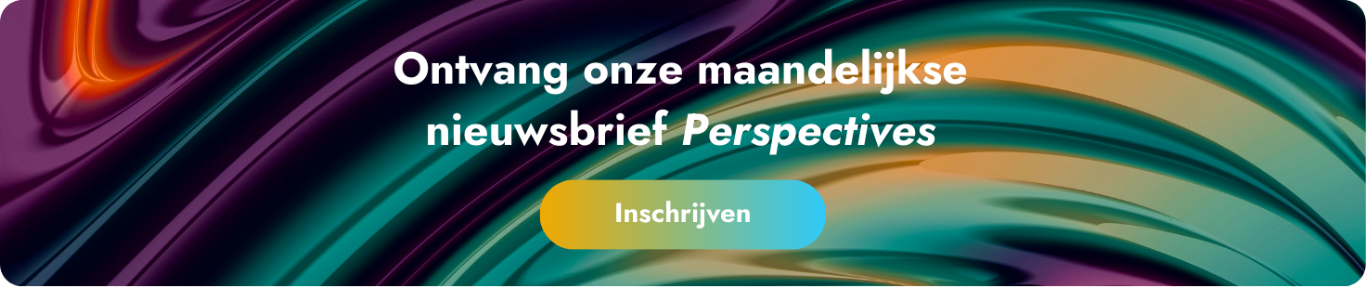 Ontvang onze maandelijkse
nieuwsbrief Perspectives
Inschrijven